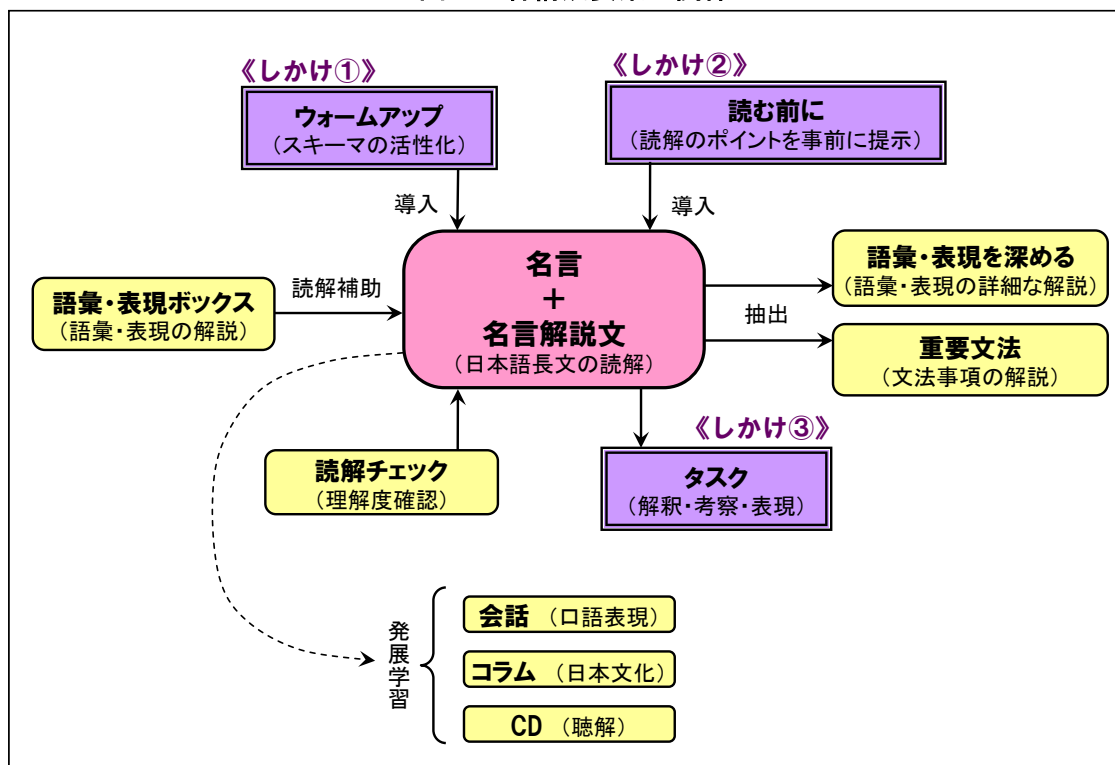 《しかけ①》
ウォームアップ
（スキーマの活性化）
《しかけ②》
読む前に
（読解のポイントを事前に提示）
導入
導入
名言
＋
名言解説文
（日本語長文の読解）
語彙・表現ボックス
（語彙・表現の解説）
読解補助
語彙・表現を深める
（語彙・表現の詳細な解説）
抽出
重要文法
（文法事項の解説）
読解チェック
（理解度確認）
《しかけ③》
タスク
（解釈・考察・表現）
発展学習
会話 （口語表現）
コラム （日本文化）
CD （聴解）